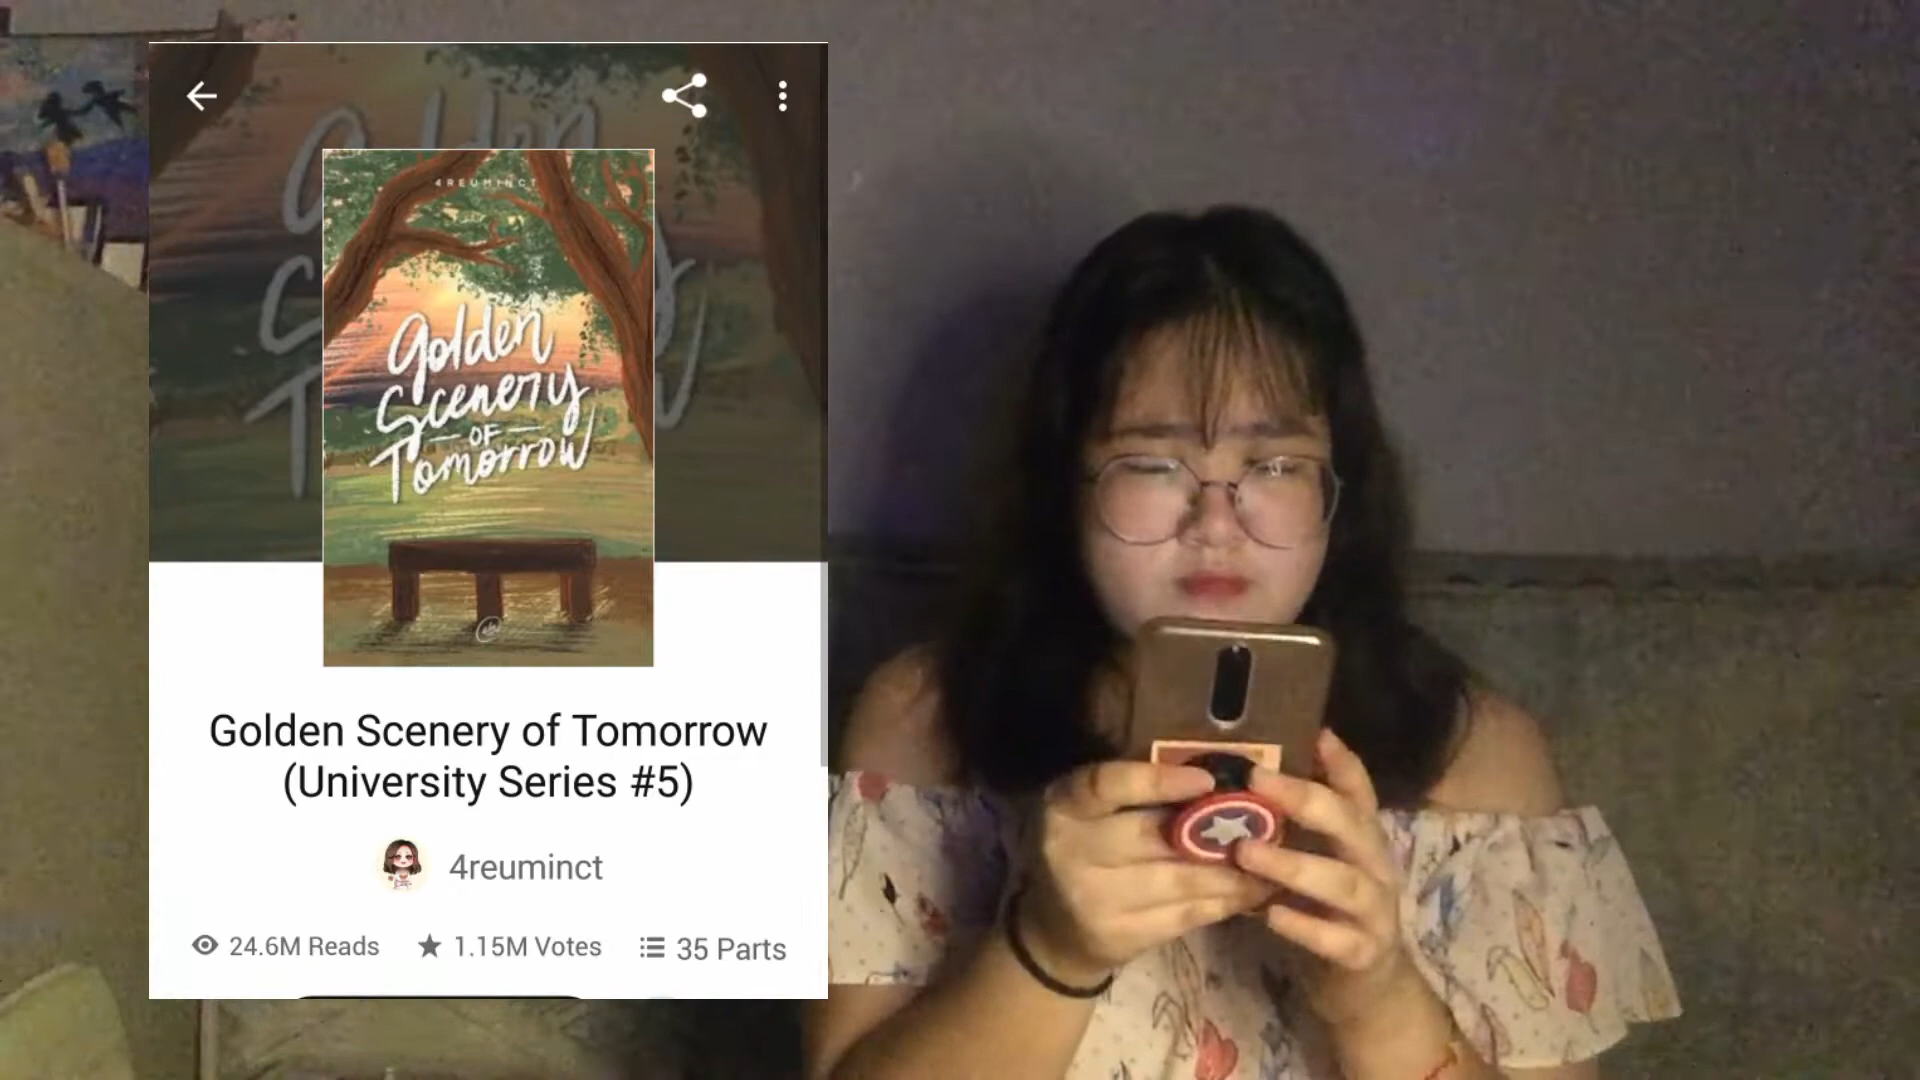 4REUMINCT
Golden
Scenery
OF
Tomorrow
Golden Scenery of Tomorrow
(University Series #5)
4reuminct
24.6M Reads
1.15M Votes
35 Parts